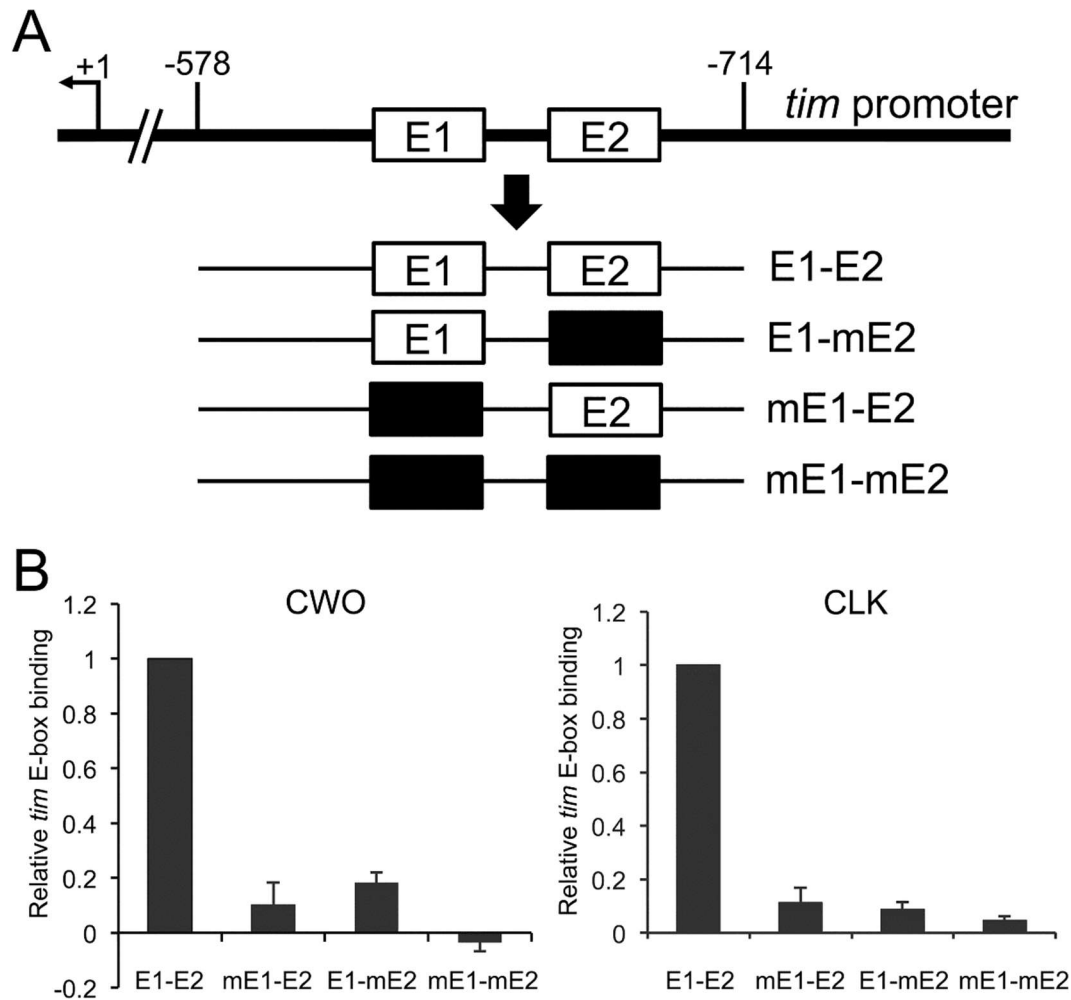 A
+1 -578 -714
tim promoter
E1 E2
E1 E2 E1-E2
E1 E1-mE2
E2 mE1-E2
mE1-mE2
B
CWO
Relative tim E-box binding
1.2
1
0.8
0.6
0.4
0.2
0
-0.2
E1-E2 mE1-E2 E1-mE2 mE1-mE2
CLK
Relative tim E-box binding
1.2
1
0.8
0.6
0.4
0.2
0
E1-E2 mE1-E2 E1-mE2 mE1-mE2